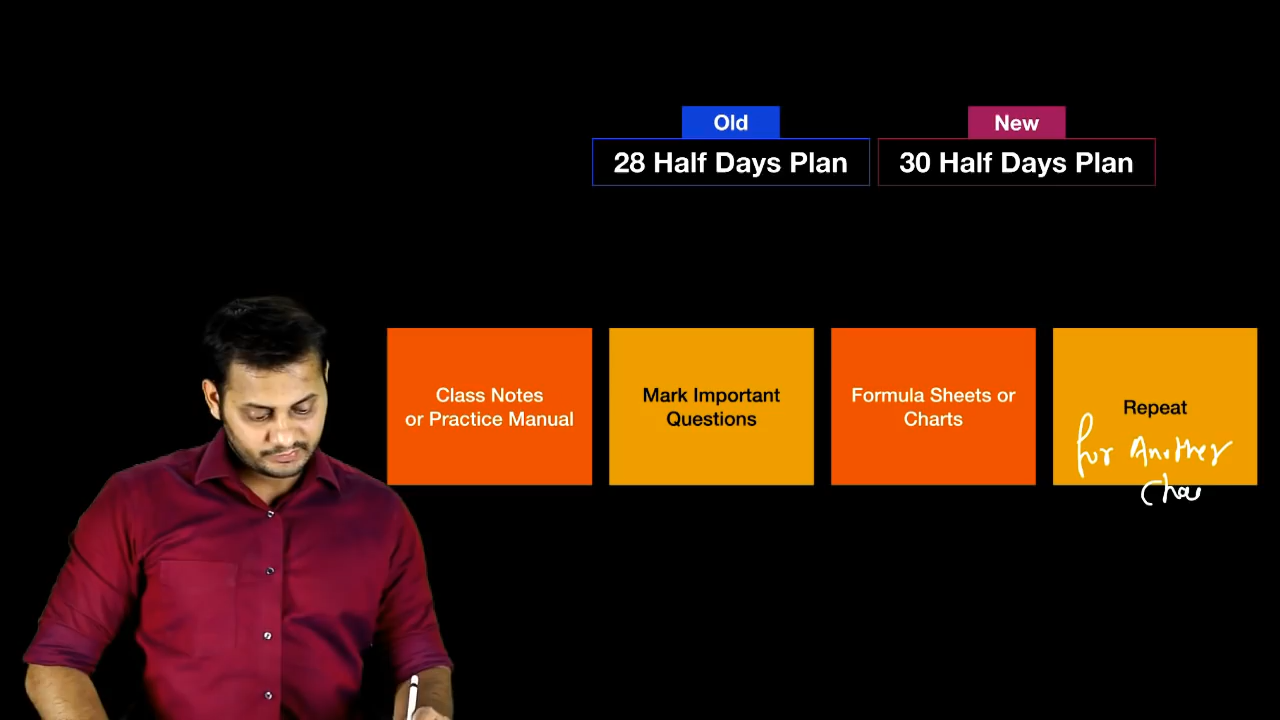 Old
28 Half Days Plan
New
30 Half Days Plan
Class Notes
or Practice Manual
Mark Important
Questions
Formula Sheets or
Charts
Repeat
for Another
Cha